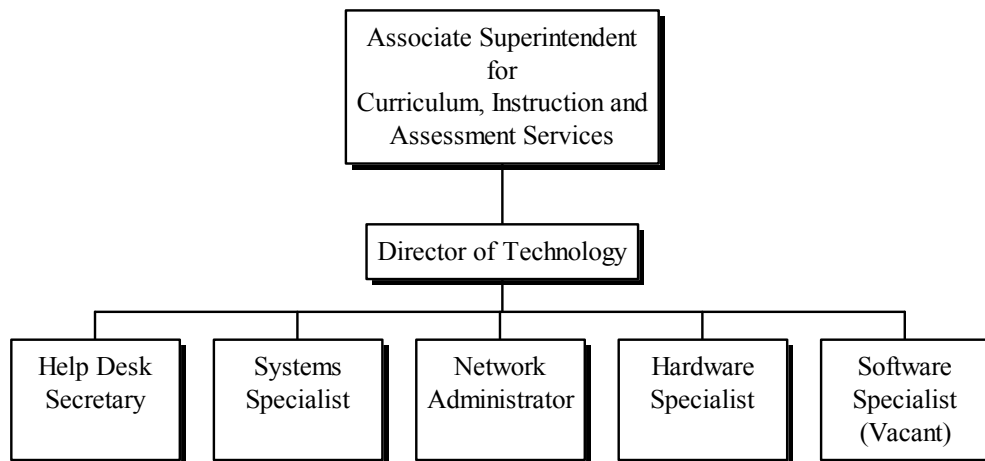 Associate Superintendent
for
Curriculum, Instruction and
Assessment Services
Director of Technology
Help Desk
Secretary
Systems
Specialist
Network
Administrator
Hardware
Specialist
Software
Specialist
(Vacant)